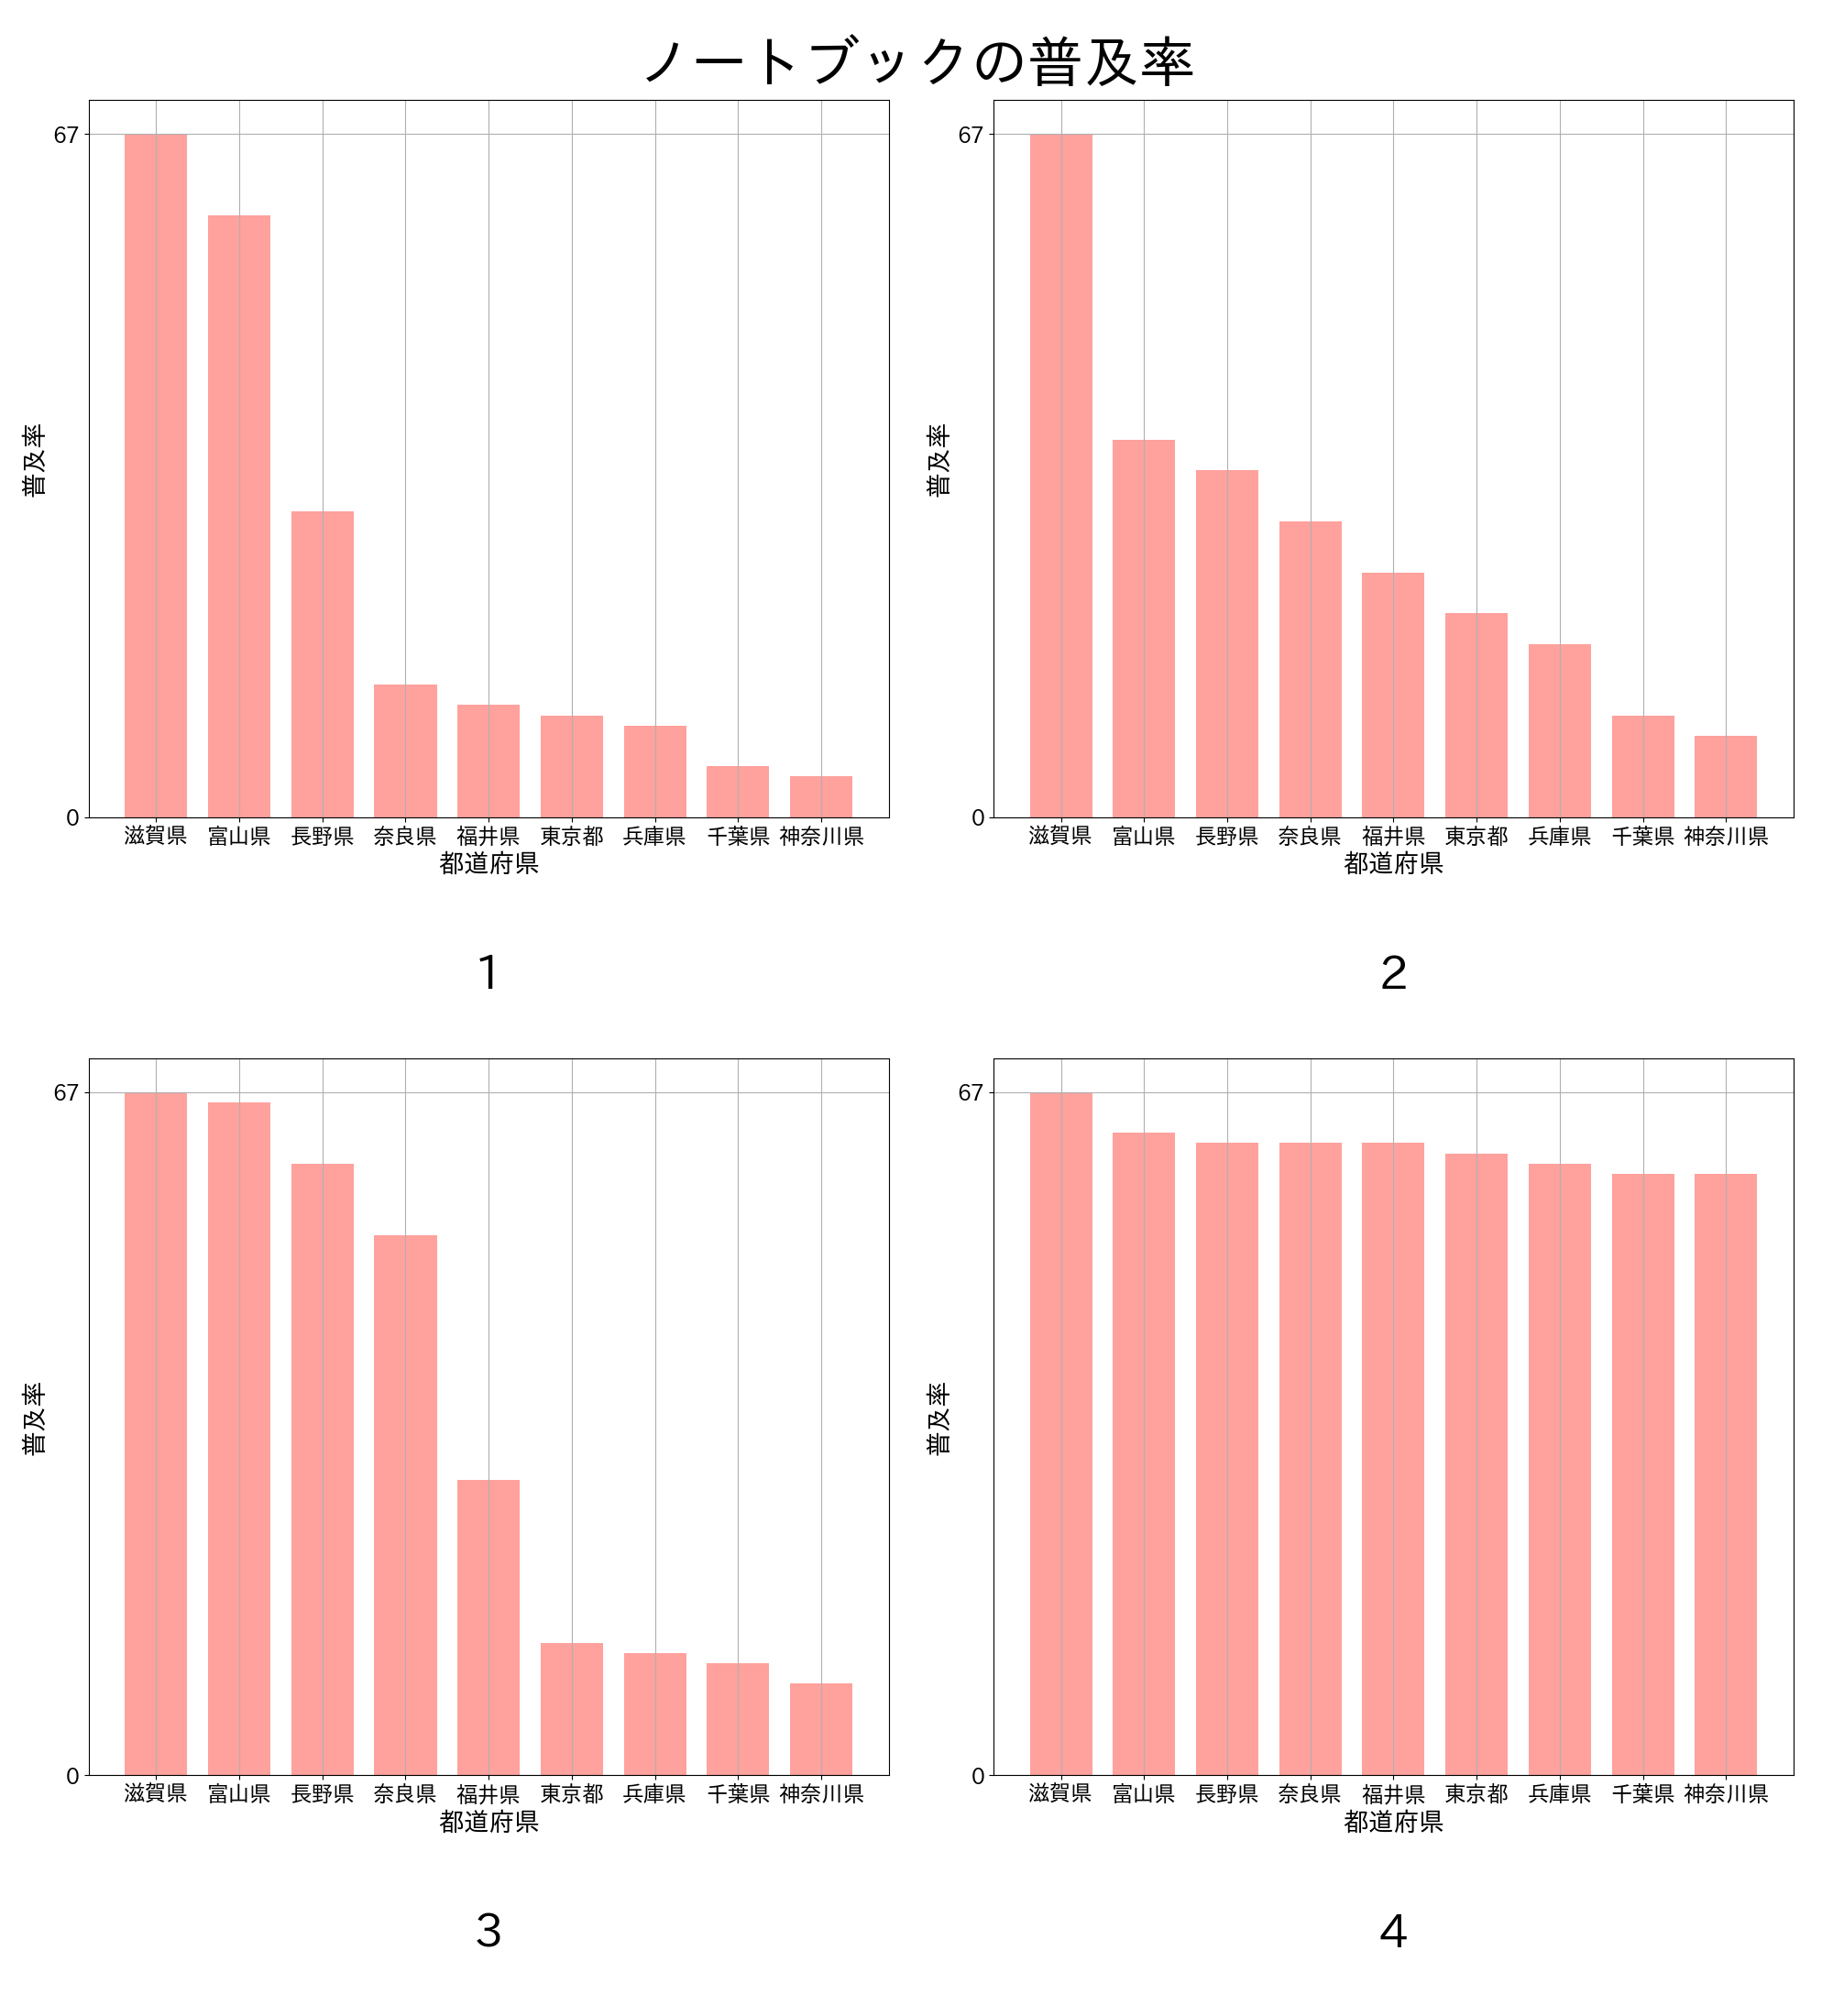 ノートブックの普及率
67
0
普及率
滋賀県 富山県 長野県 奈良県 福井県 東京都 兵庫県 千葉県 神奈川県
都道府県
1
67
0
普及率
滋賀県 富山県 長野県 奈良県 福井県 東京都 兵庫県 千葉県 神奈川県
都道府県
2
67
0
普及率
滋賀県 富山県 長野県 奈良県 福井県 東京都 兵庫県 千葉県 神奈川県
都道府県
3
67
0
普及率
滋賀県 富山県 長野県 奈良県 福井県 東京都 兵庫県 千葉県 神奈川県
都道府県
4